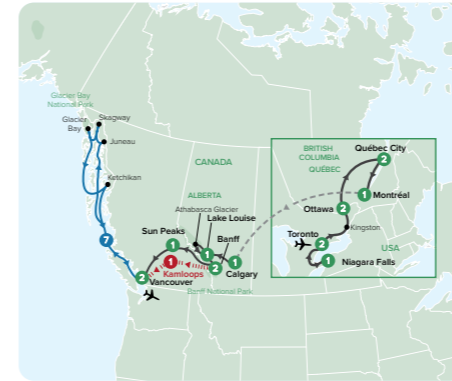 Glacier Bay
National Park
Glacier
Bay
Skagway
Juneau
Ketchikan
7
CANADA
ALBERTA
Athabasca Glacier
Lake Louise
Sun Peaks
Banff
1
1
1
1
Kamloops
2
Calgary
2
Vancouver
Banff National Park
BRITISH
COLUMBIA
QUÉBEC
Québec City
2
1
Montréal
Ottawa
2
Kingston
Toronto
2
USA
1
Niagara Falls